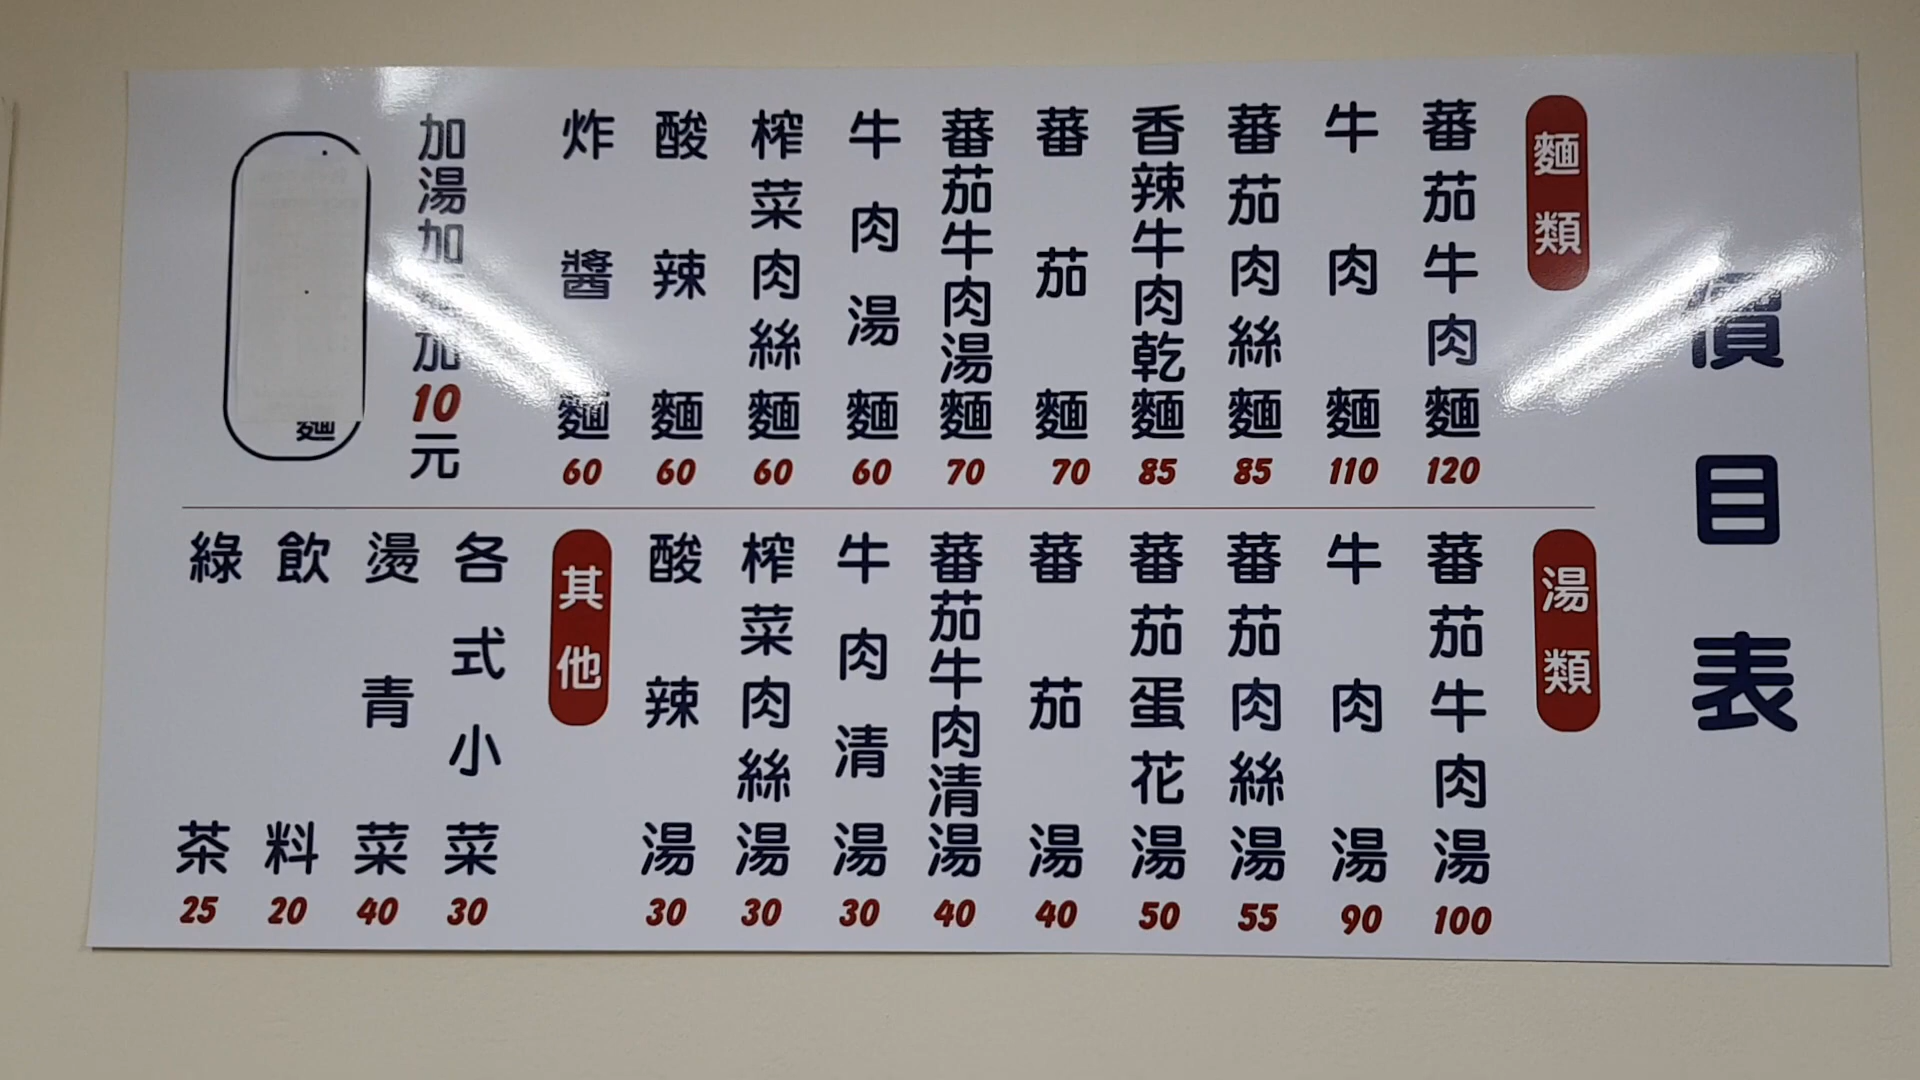 價目表
麵類
蕃茄牛肉麵 120
牛肉麵 110
蕃茄肉絲麵 85
香辣牛肉乾麵 85
蕃茄麵 70
蕃茄牛肉湯麵 70
牛肉湯麵 60
榨菜肉絲麵 60
酸辣麵 60
炸醬麵 60
加湯加麵加10元
麵
湯類
蕃茄牛肉湯 100
牛肉湯 90
蕃茄肉絲湯 55
蕃茄蛋花湯 50
蕃茄湯 40
蕃茄牛肉清湯 40
牛肉清湯 30
榨菜肉絲湯 30
酸辣湯 30
其他
各式小菜 30
燙青菜 40
飲料 20
綠茶 25